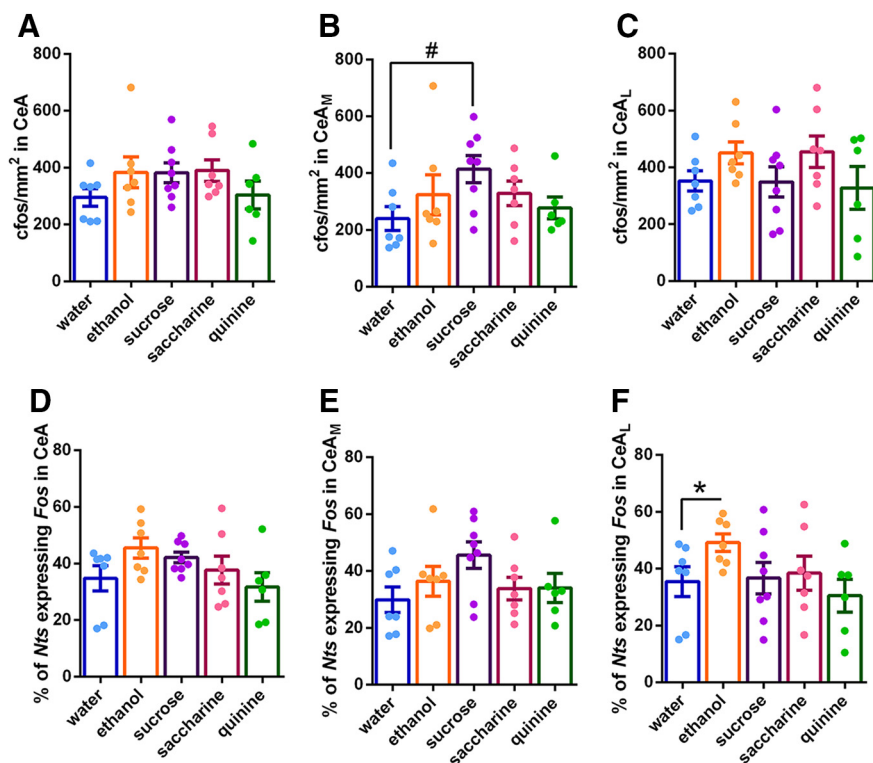 A
cfos/mm² in CeA
800
600
400
200
0
water
ethanol
sucrose
saccharine
quinine
B
cfos/mm² in CeAM
800
600
400
200
0
#
water
ethanol
sucrose
saccharine
quinine
C
cfos/mm² in CeAL
800
600
400
200
0
water
ethanol
sucrose
saccharine
quinine
D
% of Nts expressing Fos in CeA
80
60
40
20
0
water
ethanol
sucrose
saccharine
quinine
E
% of Nts expressing Fos in CeAM
80
60
40
20
0
water
ethanol
sucrose
saccharine
quinine
F
% of Nts expressing Fos in CeAL
80
60
40
20
0
*
water
ethanol
sucrose
saccharine
quinine